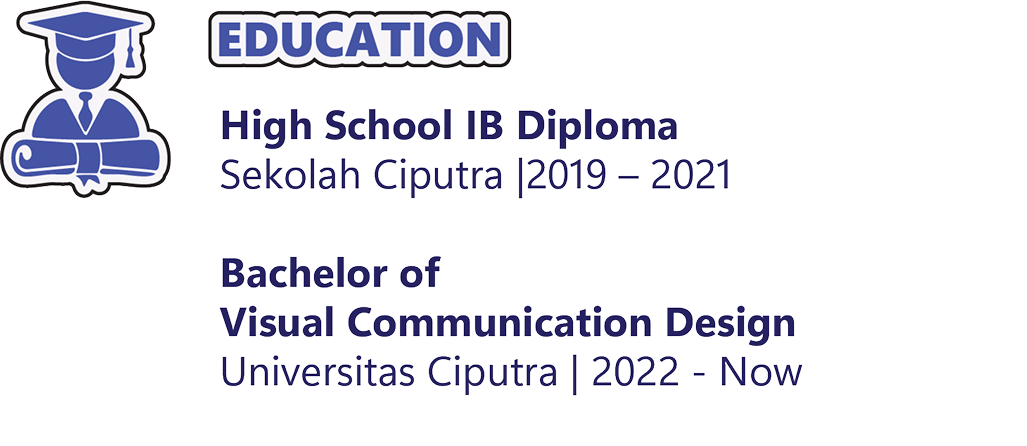 EDUCATION
High School IB Diploma
Sekolah Ciputra |2019 – 2021
Bachelor of
Visual Communication Design
Universitas Ciputra | 2022 - Now